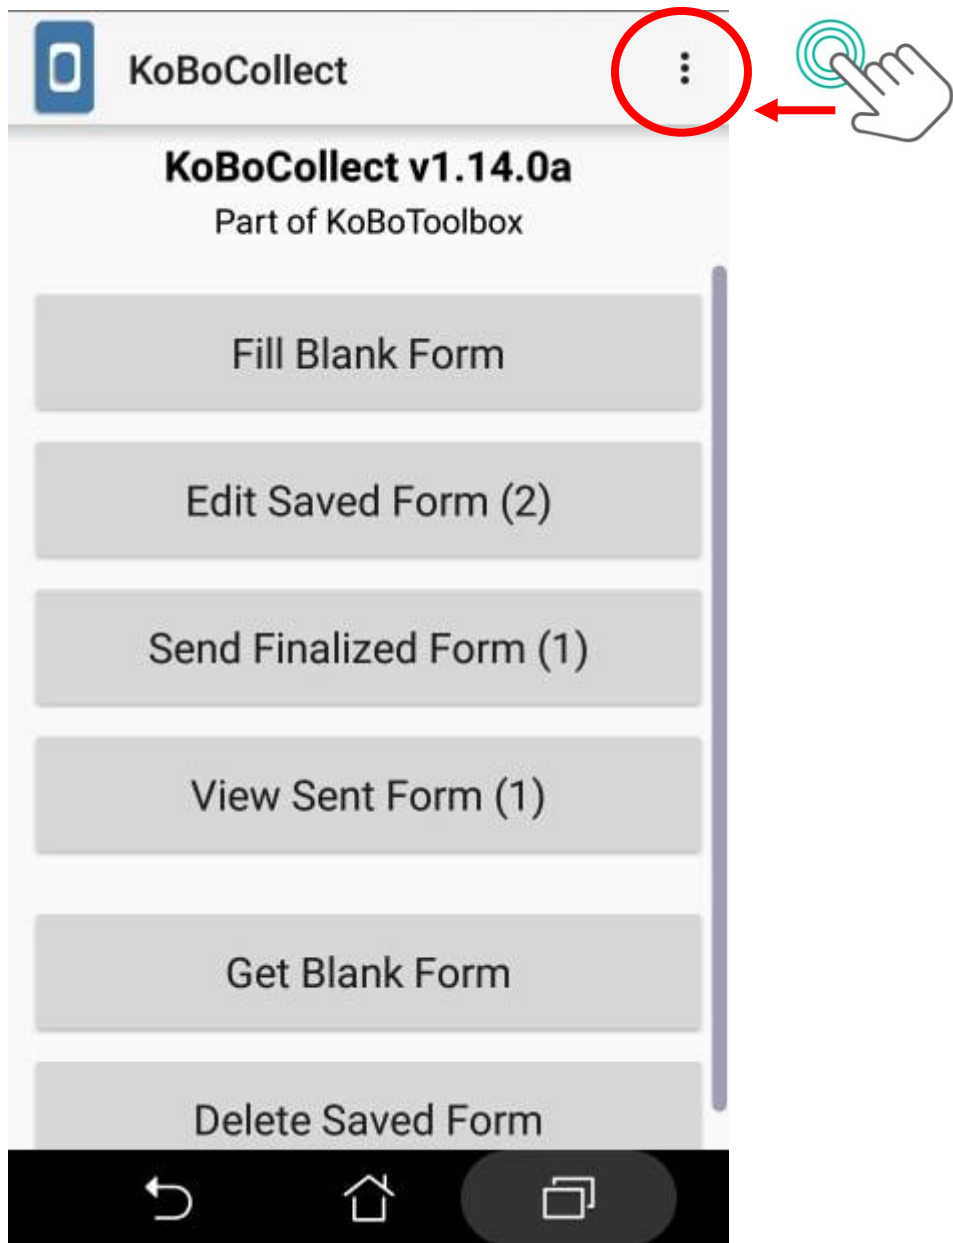 KoBoCollect
KoBoCollect v1.14.0a
Part of KoBoToolbox
Fill Blank Form
Edit Saved Form (2)
Send Finalized Form (1)
View Sent Form (1)
Get Blank Form
Delete Saved Form